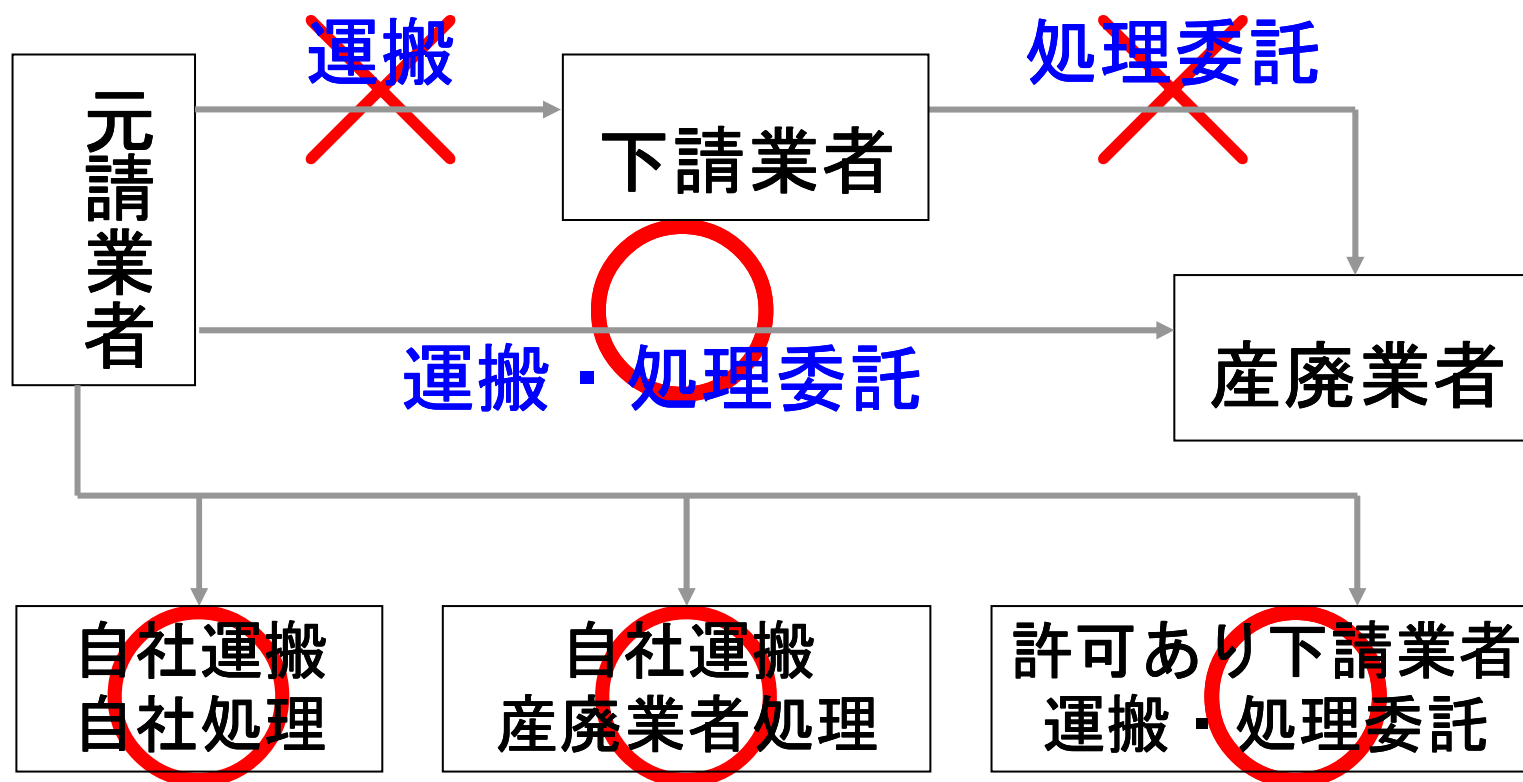 運搬
処理委託
元請業者
下請業者
運搬・処理委託
産廃業者
自社運搬
自社処理
自社運搬
産廃業者処理
許可あり下請業者
運搬・処理委託